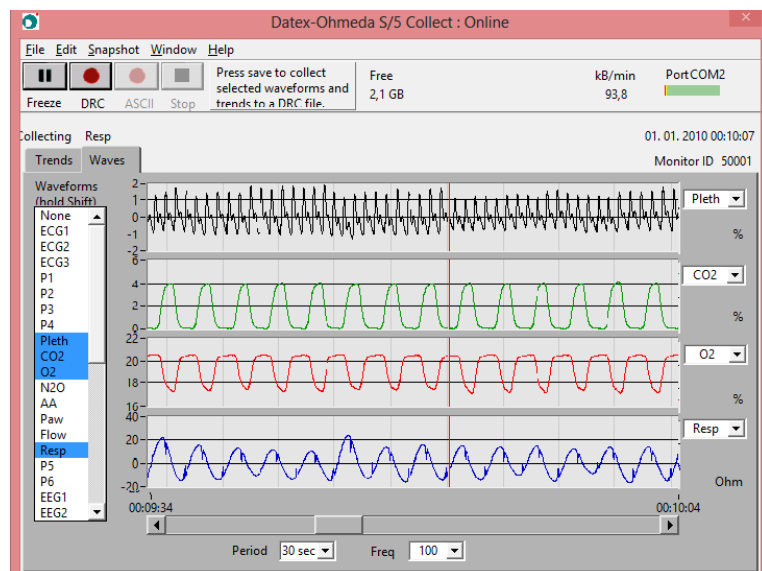 Datex-Ohmeda S/5 Collect : Online
File Edit Snapshot Window Help
Freeze DRC ASCII Stop
Press save to collect
selected waveforms and
trends to a DRC file.
Free
2,1 GB
kB/min
93,8
PortCOM2
Collecting Resp
01. 01. 2010 00:10:07
Trends Waves
Monitor ID 50001
Waveforms
(hold Shift)
None
ECG1
ECG2
ECG3
P1
P2
P3
P4
Pleth
CO2
O2
N2O
AA
Paw
Flow
Resp
P5
P6
EEG1
EEG2
2
1
0
-1
-2
Pleth
%
6
4
2
0
CO2
%
22
20
18
16
O2
%
40
20
0
-20
Resp
Ohm
00:09:34
00:10:04
Period 30 sec Freq 100